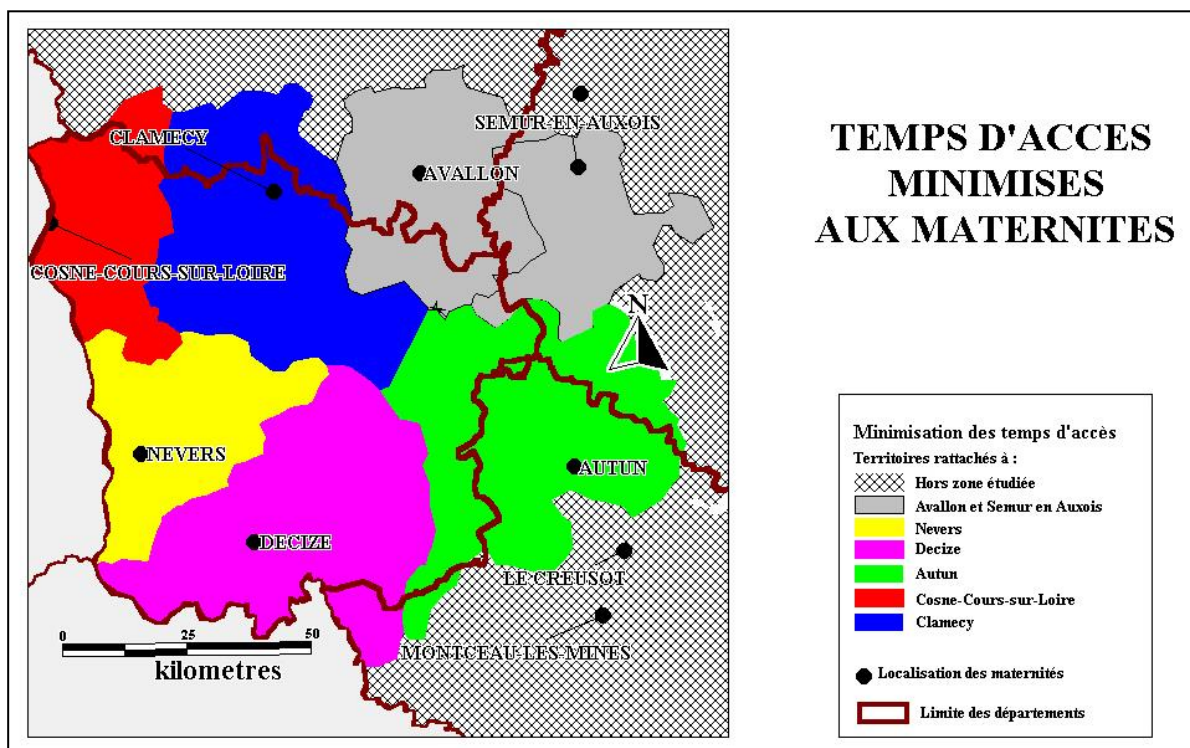 TEMPS D'ACCES
MINIMISES
AUX MATERNITES
CLAMECY
SEMUR-EN-AUXOIS
AVALLON
COSNE-COURS-SUR-LOIRE
N
NEVERS
AUTUN
DECIZE
LE CREUSOT
MONTCEAU-LES-MINES
0 25 50
kilometres
Minimisation des temps d'accès
Territoires rattachés à :
Hors zone étudiée
Avallon et Semur en Auxois
Nevers
Decize
Autun
Cosne-Cours-sur-Loire
Clamecy
Localisation des maternités
Limite des départements